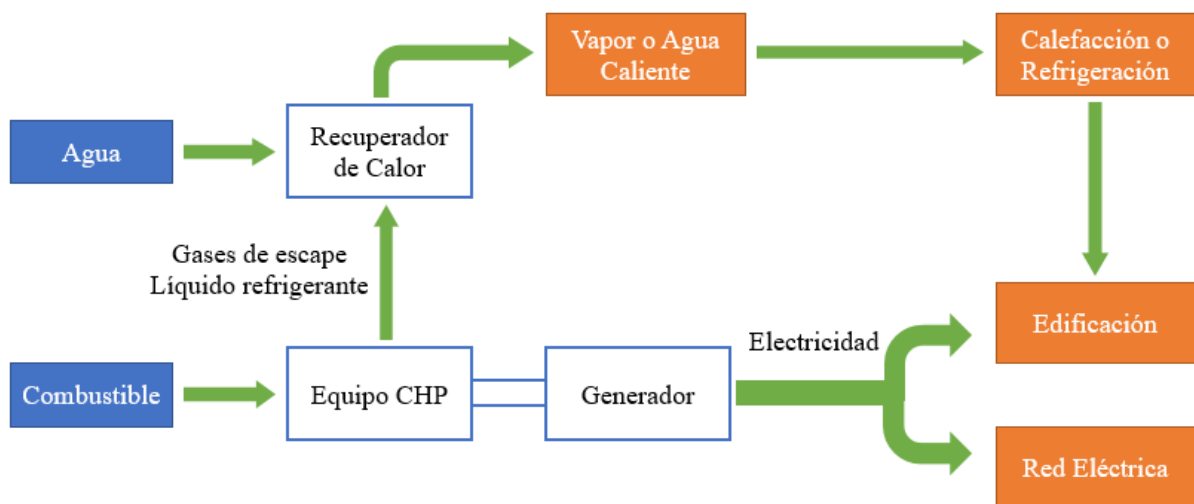 Vapor o Agua
Caliente
Calefacción o
Refrigeración
Agua
Recuperador
de Calor
Gases de escape
Líquido refrigerante
Edificación
Electricidad
Combustible
Equipo CHP
Generador
Red Eléctrica